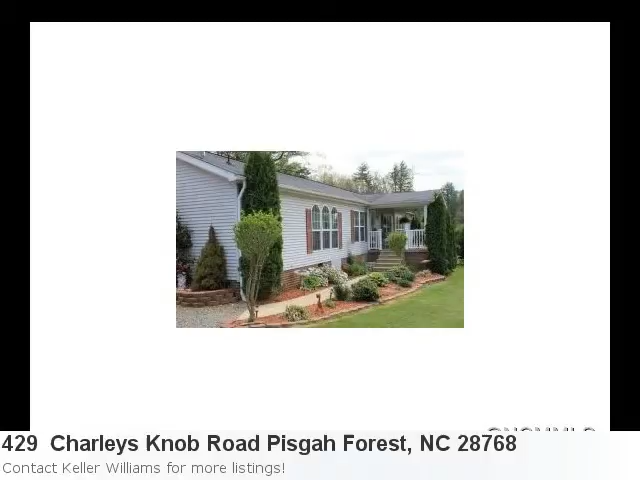 429 Charleys Knob Road Pisgah Forest, NC 28768
Contact Keller Williams for more listings!